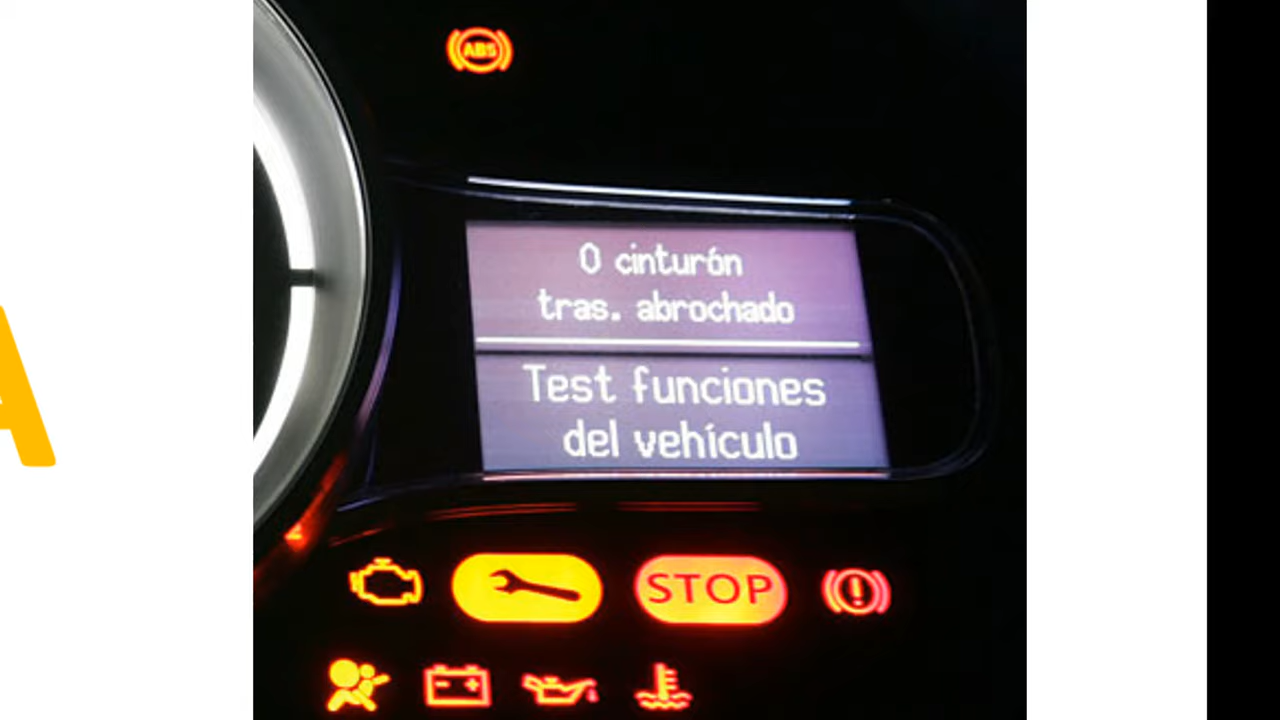 A
ABS
0 cinturón
tras. abrochado
Test funciones
del vehículo
STOP